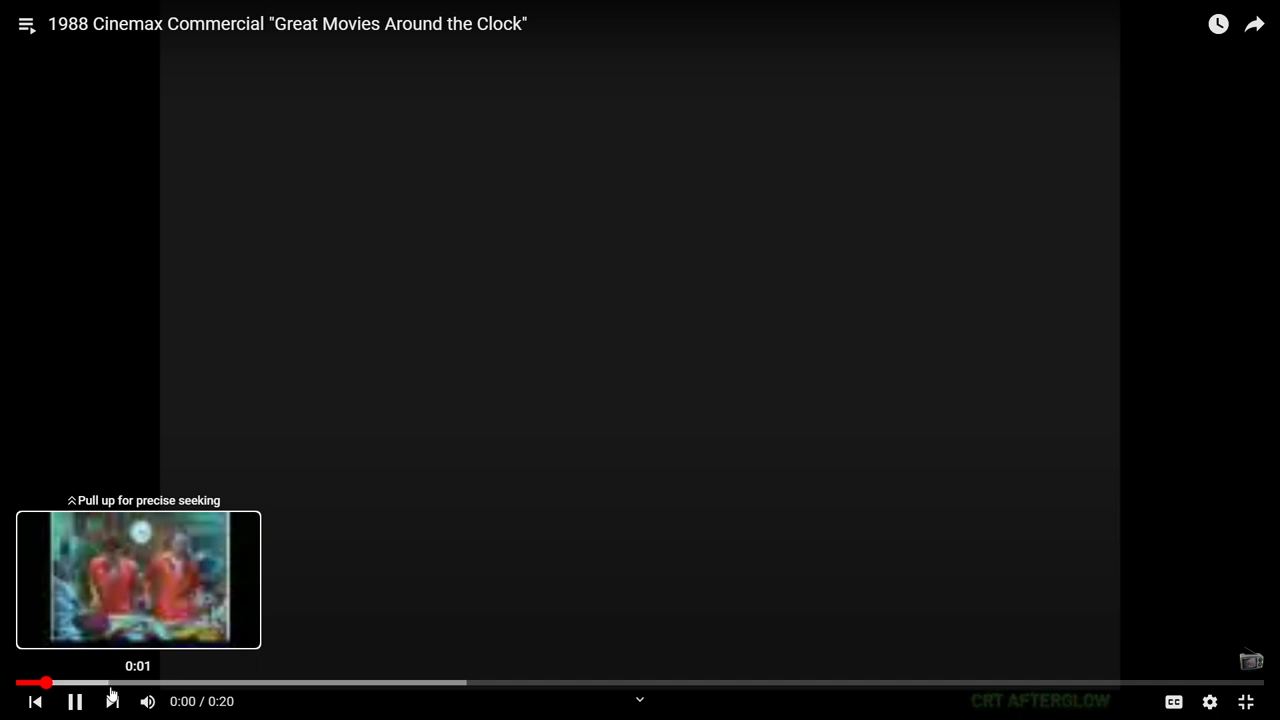 1988 Cinemax Commercial "Great Movies Around the Clock"
Pull up for precise seeking
0:01
0:00 / 0:20
CRT AFTERGLOW
CC